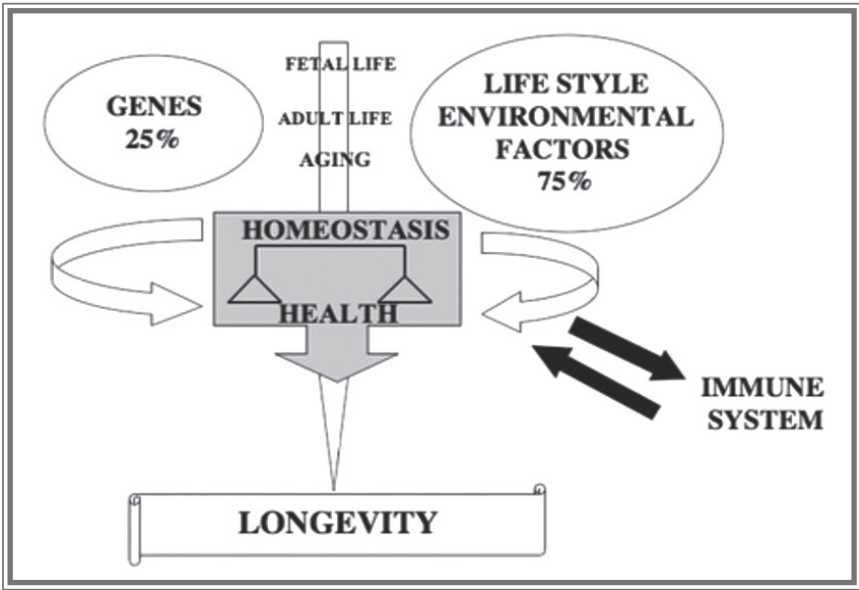 GENES
25%
FETAL LIFE
ADULT LIFE
AGING
LIFE STYLE
ENVIRONMENTAL
FACTORS
75%
HOMEOSTASIS
HEALTH
IMMUNE
SYSTEM
LONGEVITY